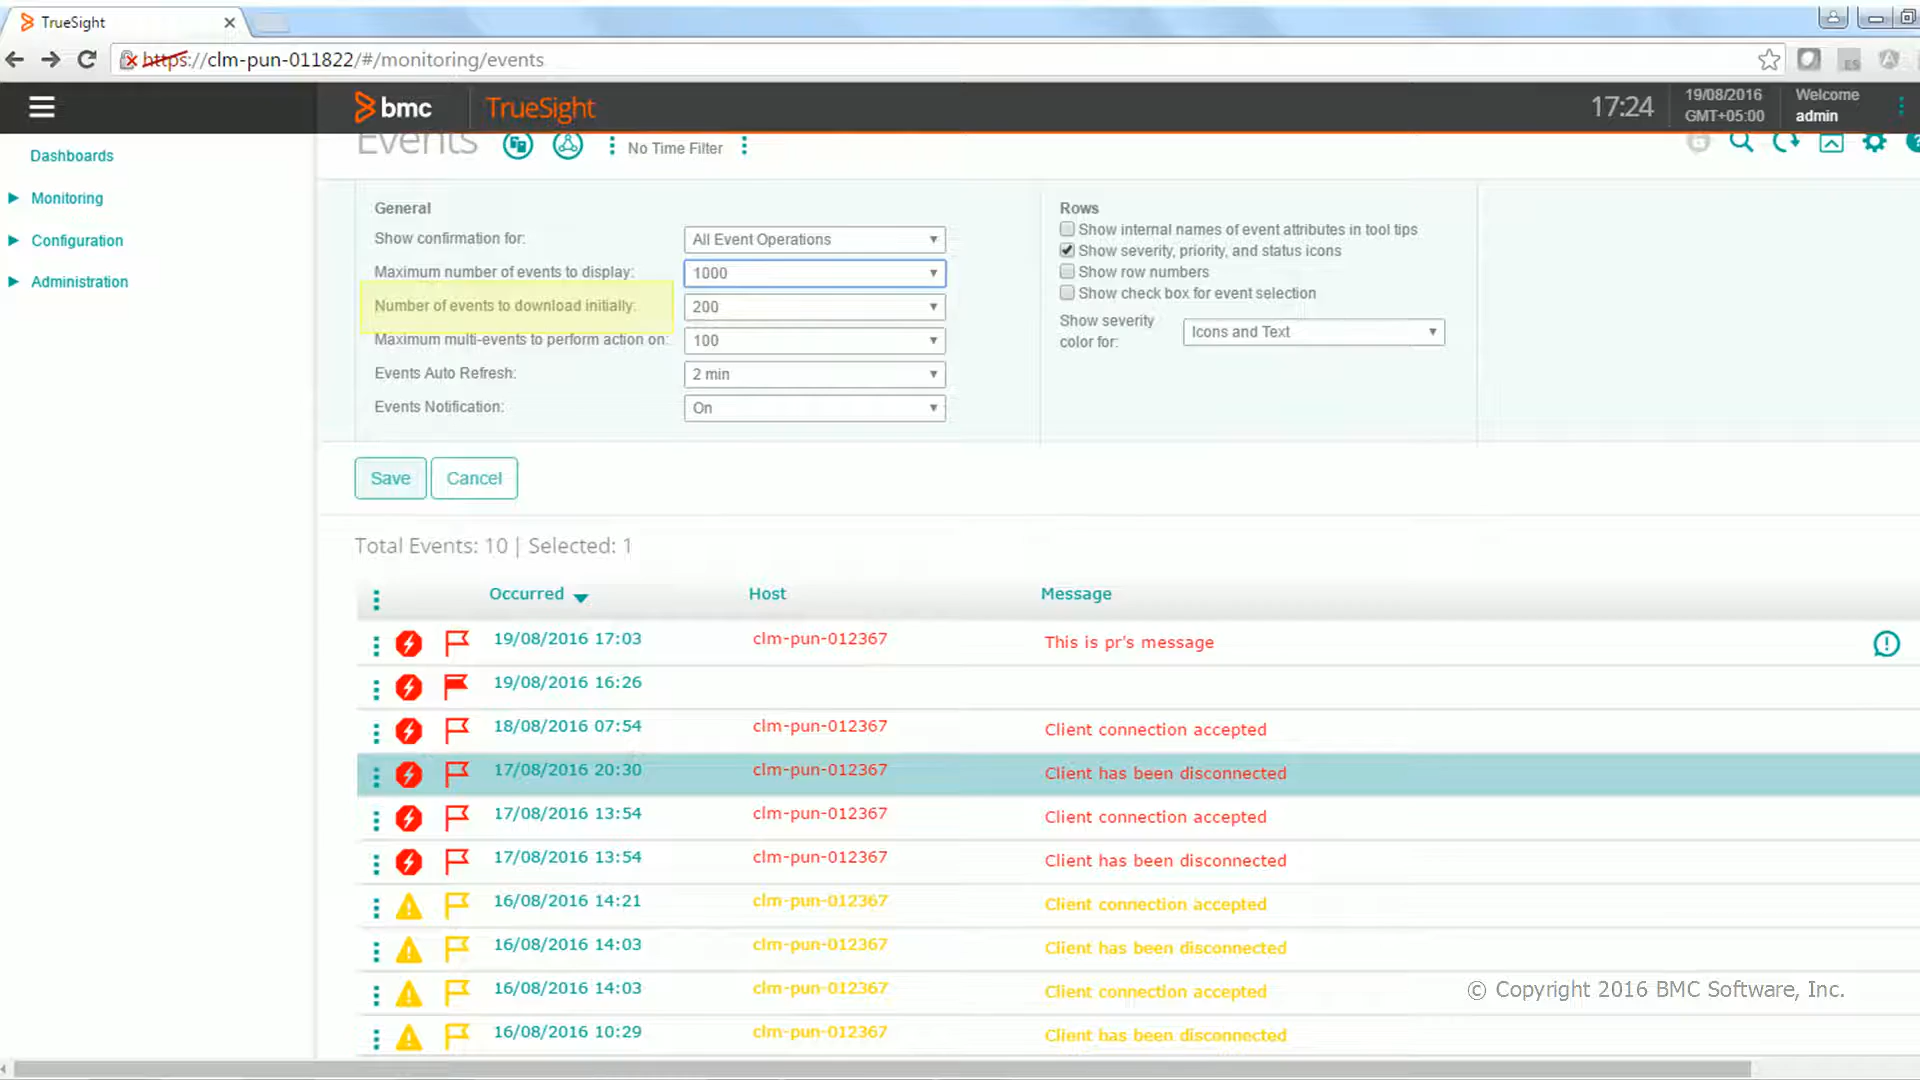 TrueSight
https://clm-pun-011822/#/monitoring/events
bmc TrueSight
17:24
19/08/2016
GMT+05:00
Welcome
admin
Dashboards
Monitoring
Configuration
Administration
Events
No Time Filter
General
Show confirmation for: All Event Operations
Maximum number of events to display: 1000
Number of events to download initially: 200
Maximum multi-events to perform action on: 100
Events Auto Refresh: 2 min
Events Notification: On
Rows
Show internal names of event attributes in tool tips
Show severity, priority, and status icons
Show row numbers
Show check box for event selection
Show severity
color for:
Icons and Text
Save Cancel
Total Events: 10 | Selected: 1
Occurred Host Message
19/08/2016 17:03 clm-pun-012367 This is pr's message
19/08/2016 16:26
18/08/2016 07:54 clm-pun-012367 Client connection accepted
17/08/2016 20:30 clm-pun-012367 Client has been disconnected
17/08/2016 13:54 clm-pun-012367 Client connection accepted
17/08/2016 13:54 clm-pun-012367 Client has been disconnected
16/08/2016 14:21 clm-pun-012367 Client connection accepted
16/08/2016 14:03 clm-pun-012367 Client has been disconnected
16/08/2016 14:03 clm-pun-012367 Client connection accepted
16/08/2016 10:29 clm-pun-012367 Client has been disconnected
© Copyright 2016 BMC Software, Inc.